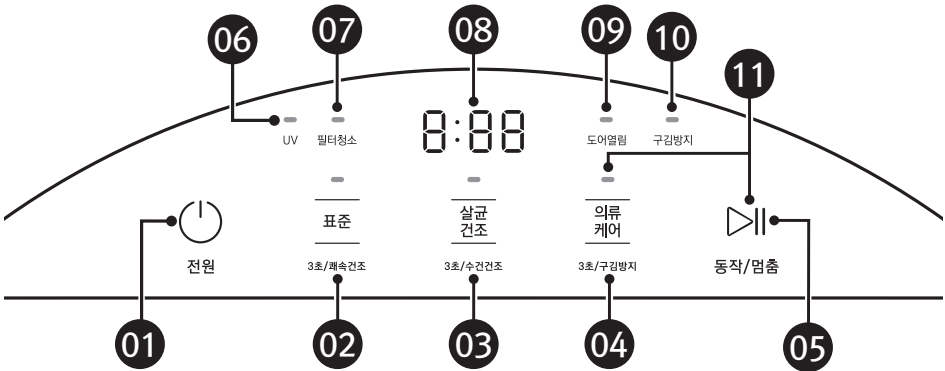 06 07 08 09 10 11
UV 필터청소 8:88 도어열림 구김방지
표준 살균 건조 의류 케어
전원 3초/쾌속건조 3초/수건건조 3초/구김방지 동작/멈춤
01 02 03 04 05